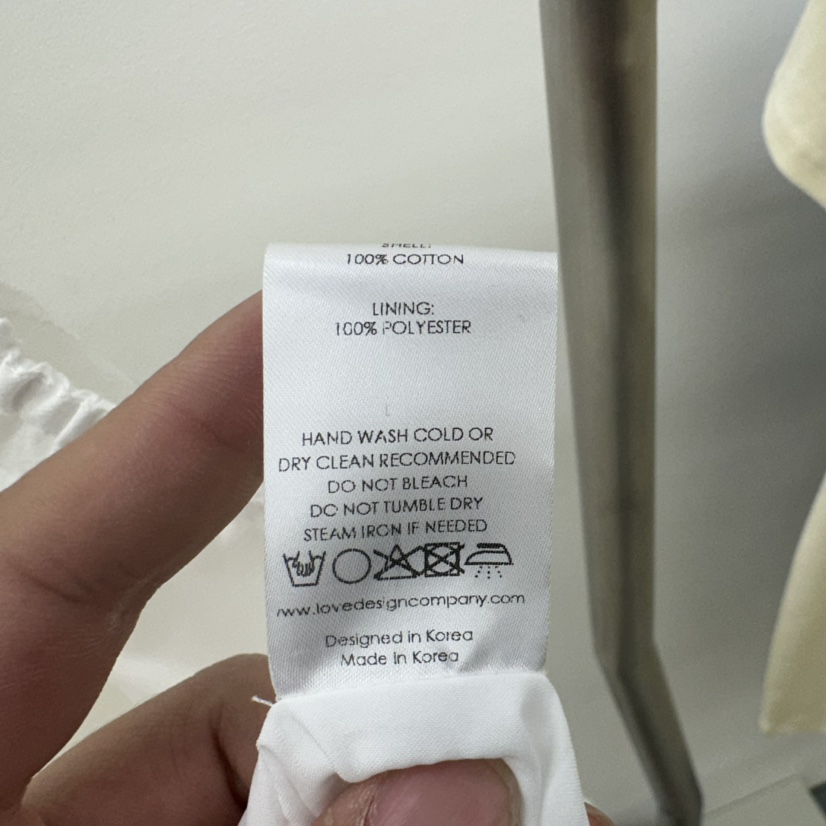 SHELL:
100% COTTON
LINING:
100% POLYESTER
HAND WASH COLD OR
DRY CLEAN RECOMMENDED
DO NOT BLEACH
DO NOT TUMBLE DRY
STEAM IRON IF NEEDED
www.lovedesigncompany.com
Designed in Korea
Made in Korea